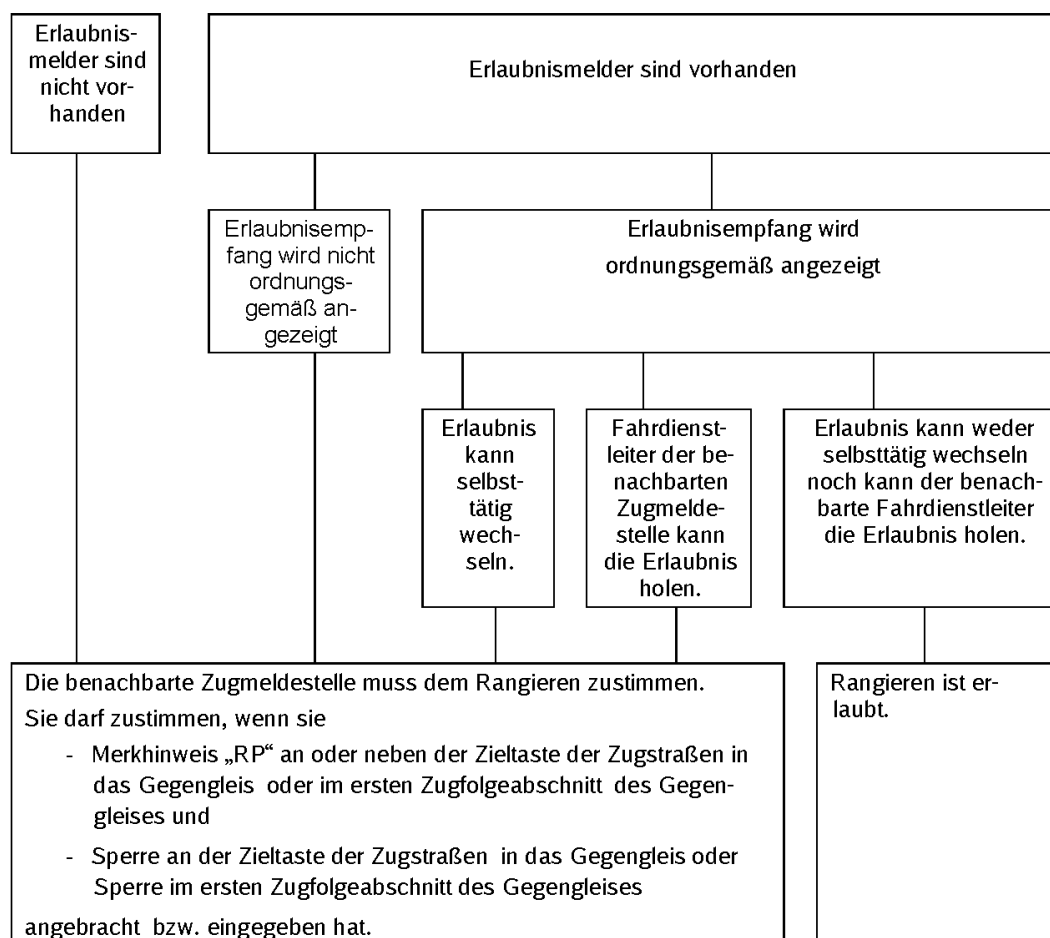 Erlaubnis-
melder sind
nicht vor-
handen
Erlaubnismelder sind vorhanden
Erlaubnisemp-
fang wird nicht
ordnungs-
gemäß an-
gezeigt
Erlaubnisempfang wird
ordnungsgemäß angezeigt
Erlaubnis
kann
selbst-
tätig
wech-
seln.
Fahrdienst-
leiter der be-
nachbarten
Zugmelde-
stelle kann
die Erlaubnis
holen.
Erlaubnis kann weder
selbsttätig wechseln
noch kann der benach-
barte Fahrdienstleiter
die Erlaubnis holen.
Die benachbarte Zugmeldestelle muss dem Rangieren zustimmen.
Sie darf zustimmen, wenn sie
- Merkhinweis „RP“ an oder neben der Zieltaste der Zugstraßen in
das Gegengleis oder im ersten Zugfolgeabschnitt des Gegen-
gleises und
- Sperre an der Zieltaste der Zugstraßen in das Gegengleis oder
Sperre im ersten Zugfolgeabschnitt des Gegengleises
angebracht bzw. eingegeben hat.
Rangieren ist er-
laubt.